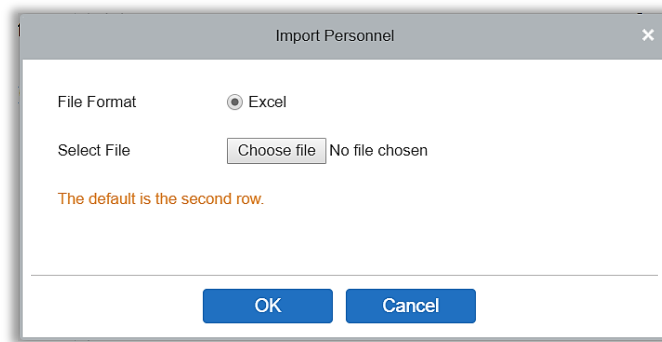 Import Personnel ×
File Format Excel
Select File Choose file No file chosen
The default is the second row.
OK Cancel